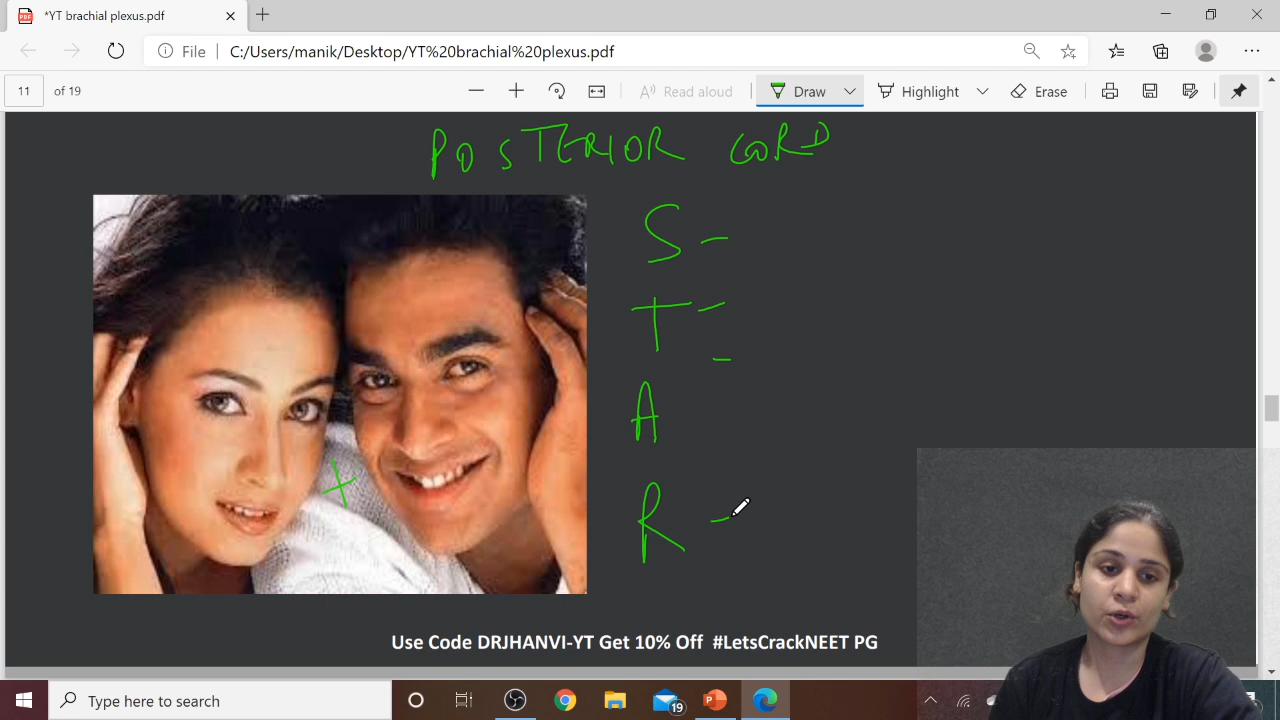 *YT brachial plexus.pdf
File C:/Users/manik/Desktop/YT%20brachial%20plexus.pdf
11 of 19 Read aloud Draw Highlight Erase
POSTERIOR CORD
S -
T -
-
A
R -
+
Use Code DRJHANVI-YT Get 10% Off #LetsCrackNEET PG
Type here to search
19